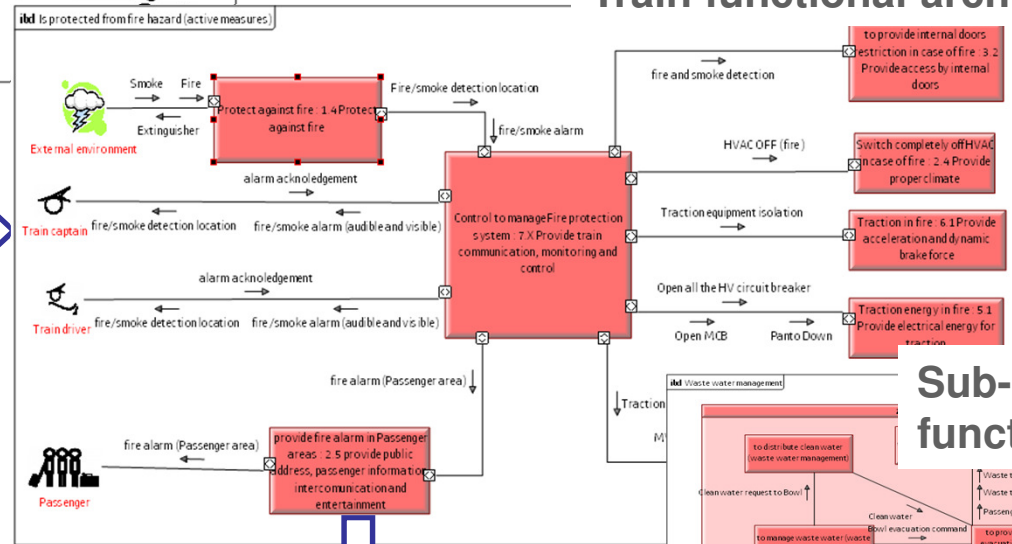 Train functional arch
ibd Is protected from fire hazard (active measures)
Smoke Fire
Extinguisher
External environment
Protect against fire : 1.4 Protect
against fire
Fire/smoke detection location
fire/smoke alarm
fire and smoke detection
to provide internal doors
restriction in case of fire : 3.2
Provide access by internal
doors
HVAC OFF (fire)
Switch completely off HVAC
in case of fire : 2.4 Provide
proper climate
alarm acknoledgement
Train captain
fire/smoke detection location
fire/smoke alarm (audible and visible)
Control to manage Fire protection
system : 7.X Provide train
communication, monitoring and
control
Traction equipment isolation
Traction in fire : 6.1 Provide
acceleration and dynamic
brake force
alarm acknoledgement
Train driver
fire/smoke detection location
fire/smoke alarm (audible and visible)
Open all the HV circuit breaker
Open MCB
Panto Down
Traction energy in fire : 5.1
Provide electrical energy for
traction
Sub-
funct
fire alarm (Passenger area)
Traction
ibd Waste water management
fire alarm (Passenger area)
Passenger
provide fire alarm in Passenger
areas : 2.5 provide public
address, passenger information
intercomunication and
entertainment
to distribute clean water
(waste water management)
Clean water request to Bowl
Clean water
Bowl evacuation command
to manage waste water (waste
Waste
Waste
Passeng
to prov